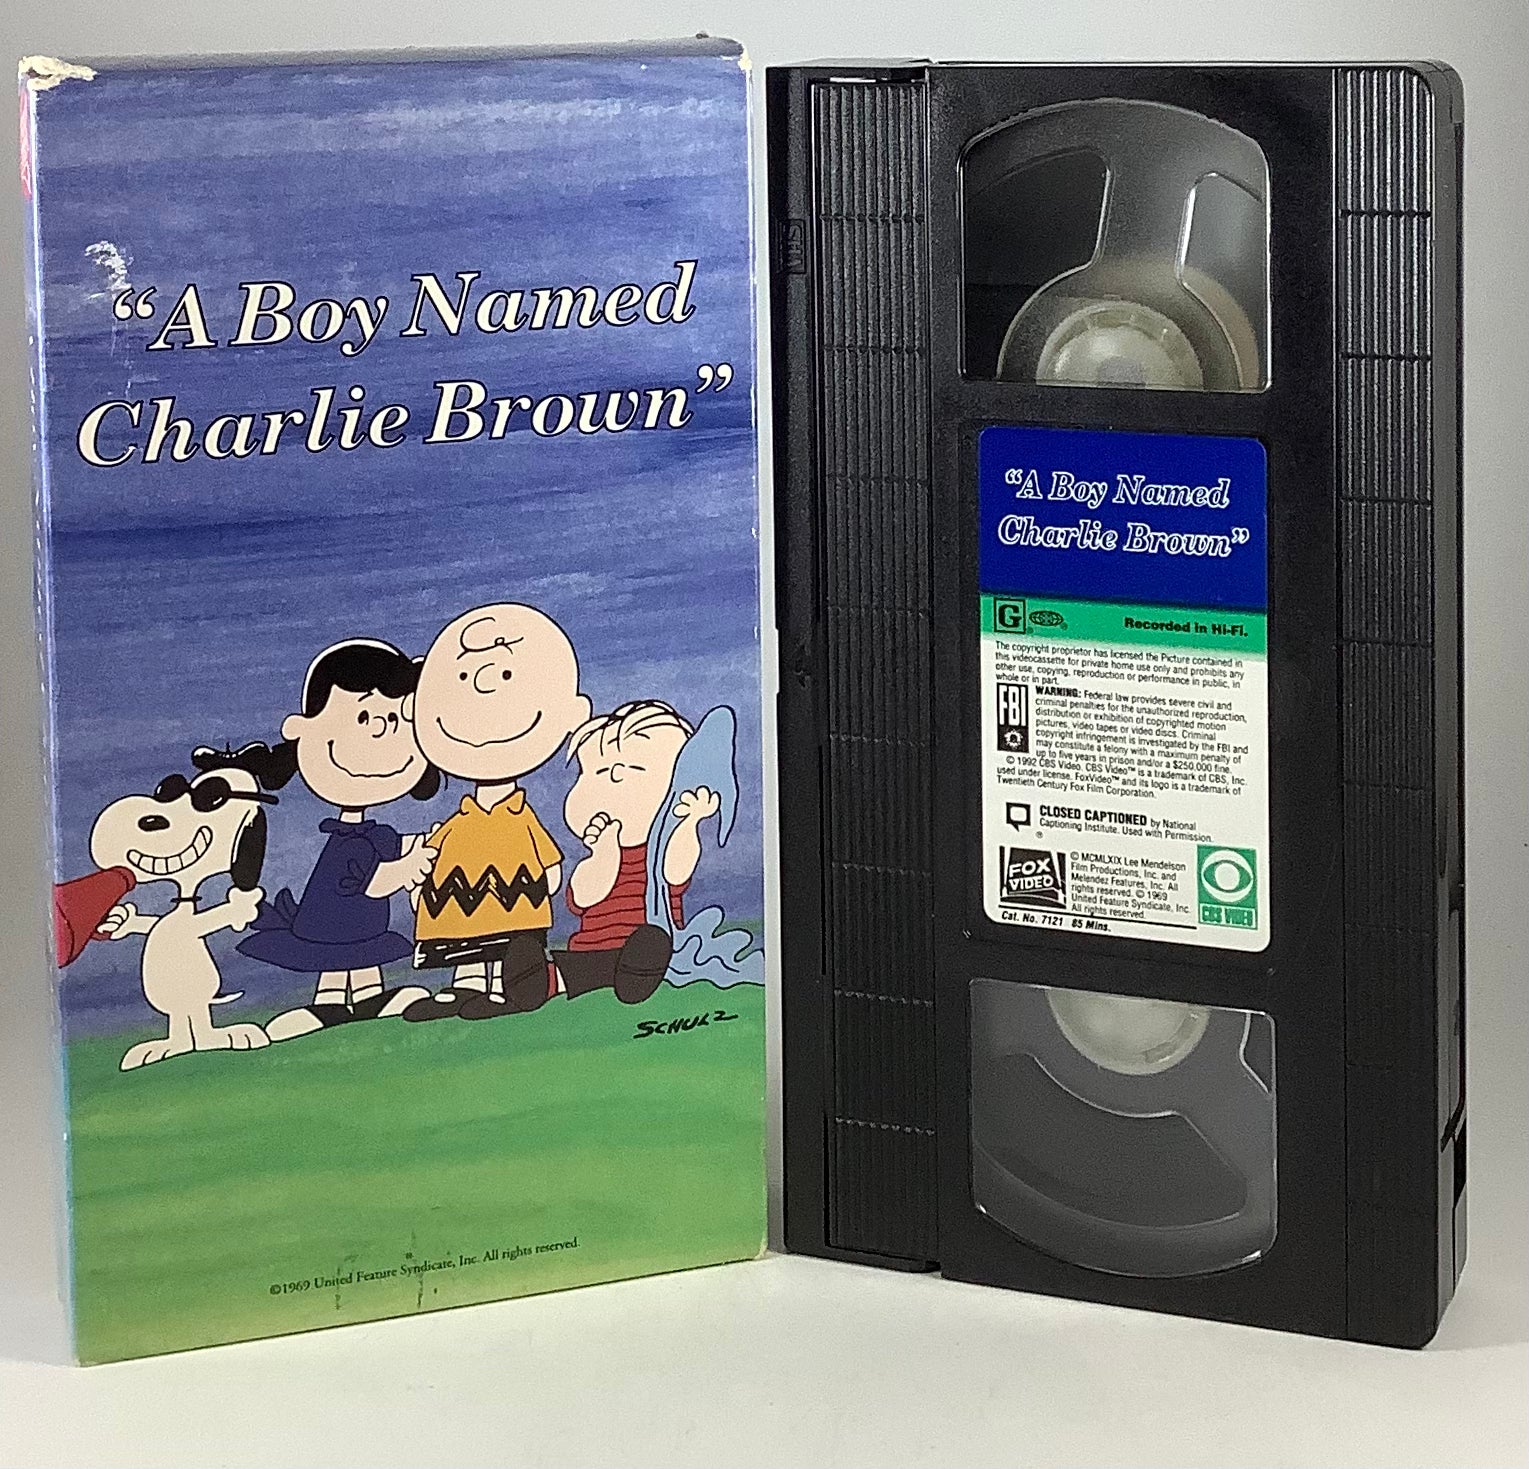 “A Boy Named
Charlie Brown”
SCHULZ
©1969 United Feature Syndicate, Inc. All rights reserved.
VHS
“A Boy Named
Charlie Brown”
G
Recorded in Hi-Fi.
The copyright proprietor has licensed the Picture contained in
this videocassette for private home use only and prohibits any
other use, copying, reproduction or performance in public, in
whole or in part.
FBI
WARNING: Federal law provides severe civil and
criminal penalties for the unauthorized reproduction,
distribution or exhibition of copyrighted motion
pictures, video tapes or video discs. Criminal
copyright infringement is investigated by the FBI and
may constitute a felony with a maximum penalty of
up to five years in prison and/or a $250,000 fine.
© 1992 CBS Video. CBS Video™ is a trademark of CBS, Inc.
used under license. FoxVideo™ and its logo is a trademark of
Twentieth Century Fox Film Corporation.
CLOSED CAPTIONED by National
Captioning Institute. Used with Permission.
®
FOX
VIDEO
© MCMLXIX Lee Mendelson
Film Productions, Inc. and
Melendez Features, Inc. All
rights reserved. © 1969
United Feature Syndicate, Inc.
All rights reserved.
CBS VIDEO
Cat. No. 7121 85 Mins.